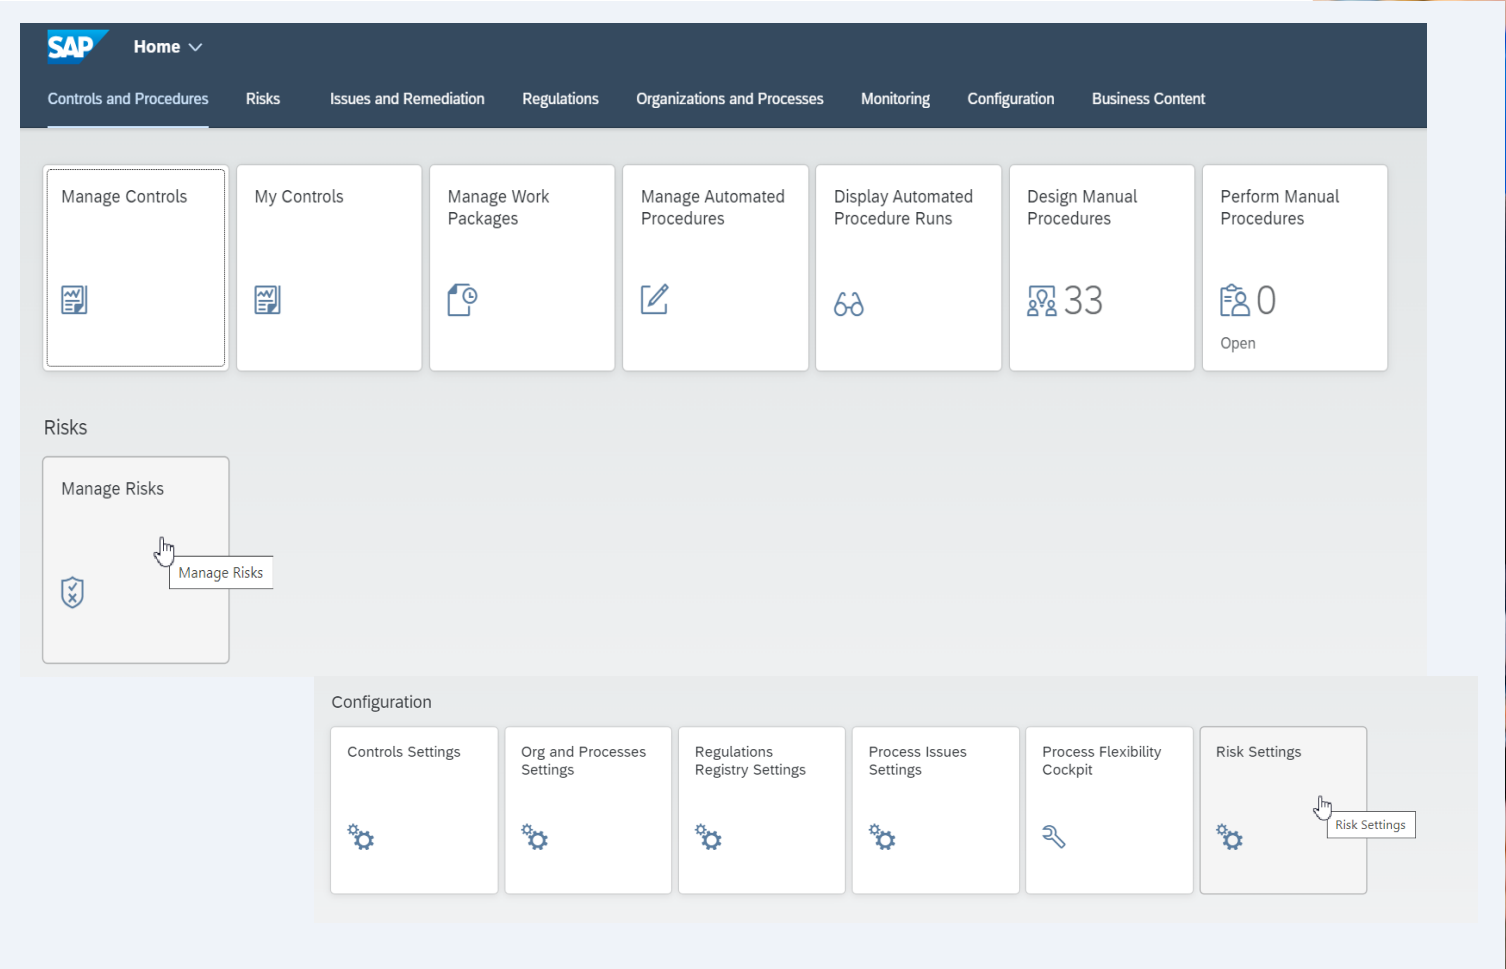 SAP Home
Controls and Procedures Risks Issues and Remediation Regulations Organizations and Processes Monitoring Configuration Business Content
Manage Controls
My Controls
Manage Work
Packages
Manage Automated
Procedures
Display Automated
Procedure Runs
Design Manual
Procedures
33
Perform Manual
Procedures
0
Open
Risks
Manage Risks
Manage Risks
Configuration
Controls Settings
Org and Processes
Settings
Regulations
Registry Settings
Process Issues
Settings
Process Flexibility
Cockpit
Risk Settings
Risk Settings